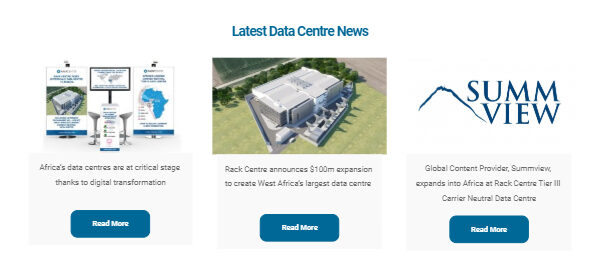 Latest Data Centre News
SUMM
VIEW
Africa's data centres are at critical stage
thanks to digital transformation
Rack Centre announces $100m expansion
to create West Africa's largest data centre
Global Content Provider, Summview,
expands into Africa at Rack Centre Tier III
Carrier Neutral Data Centre
Read More
Read More
Read More